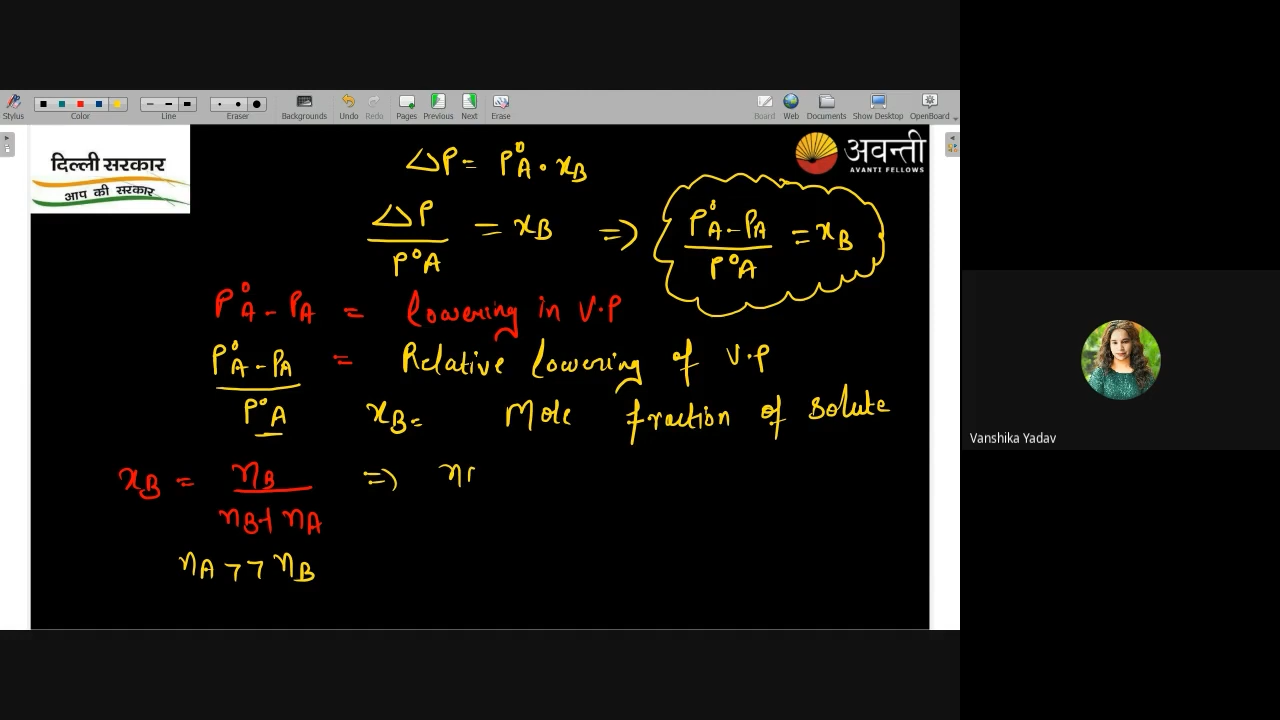 Stylus
Color
Line
Eraser
Backgrounds
Undo
Redo
Pages
Previous
Next
Erase
Board
Web
Documents
Show Desktop
OpenBoard
दिल्ली सरकार
आप की सरकार
अवन्ती
AVANTI FELLOWS
ΔP = P°A · xB
ΔP / P°A = xB ⇒ P°A - PA / P°A = xB
P°A - PA = lowering in V.P
P°A - PA / P°A = Relative lowering of V.P
xB = Mole fraction of Solute
xB = nB / nB + nA ⇒ n
nA >> nB
Vanshika Yadav